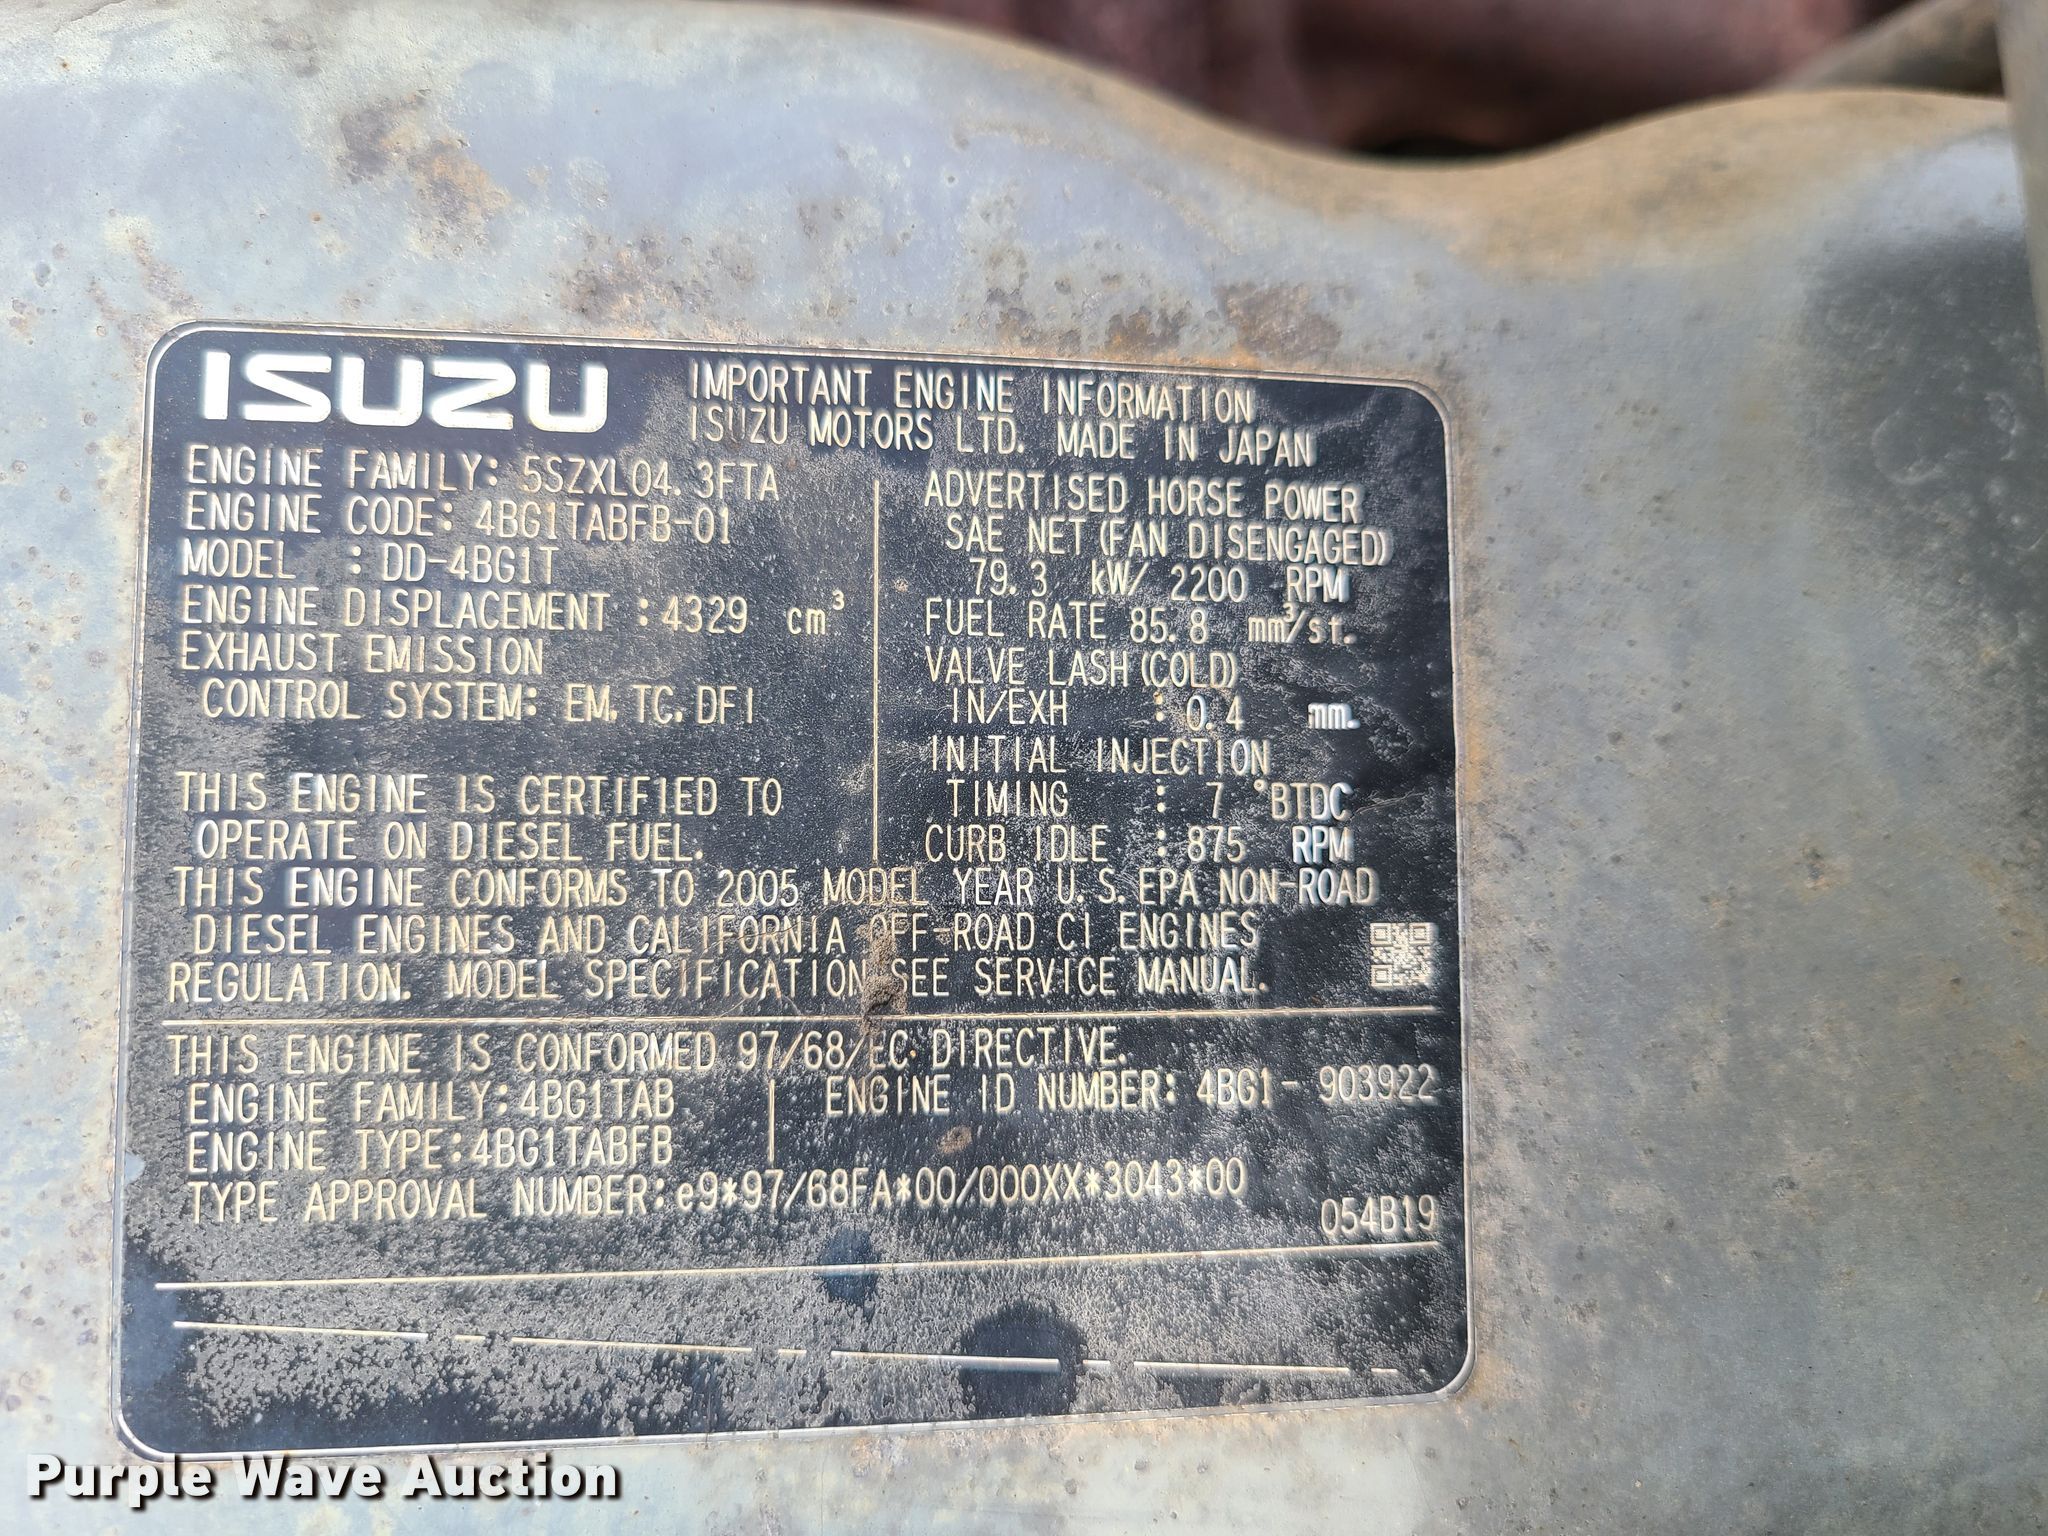 ISUZU
IMPORTANT ENGINE INFORMATION
ISUZU MOTORS LTD. MADE IN JAPAN
ENGINE FAMILY: 5SZXL04.3FTA
ENGINE CODE: 4BG1TABFB-01
MODEL : DD-4BG1T
ENGINE DISPLACEMENT :4329 cm³
EXHAUST EMISSION
CONTROL SYSTEM: EM.TC.DFI
ADVERTISED HORSE POWER
SAE NET(FAN DISENGAGED)
79.3 kW/ 2200 RPM
FUEL RATE 85.8 mm³/st.
VALVE LASH(COLD)
IN/EXH : 0.4 mm.
INITIAL INJECTION
TIMING : 7 °BTDC
CURB IDLE : 875 RPM
THIS ENGINE IS CERTIFIED TO
OPERATE ON DIESEL FUEL.
THIS ENGINE CONFORMS TO 2005 MODEL YEAR U.S.EPA NON-ROAD
DIESEL ENGINES AND CALIFORNIA OFF-ROAD CI ENGINES
REGULATION. MODEL SPECIFICATION SEE SERVICE MANUAL.
THIS ENGINE IS CONFORMED 97/68/EC DIRECTIVE.
ENGINE FAMILY:4BG1TAB
ENGINE ID NUMBER: 4BG1- 903922
ENGINE TYPE:4BG1TABFB
TYPE APPROVAL NUMBER:e9*97/68FA*00/000XX*3043*00
054B19
Purple Wave Auction